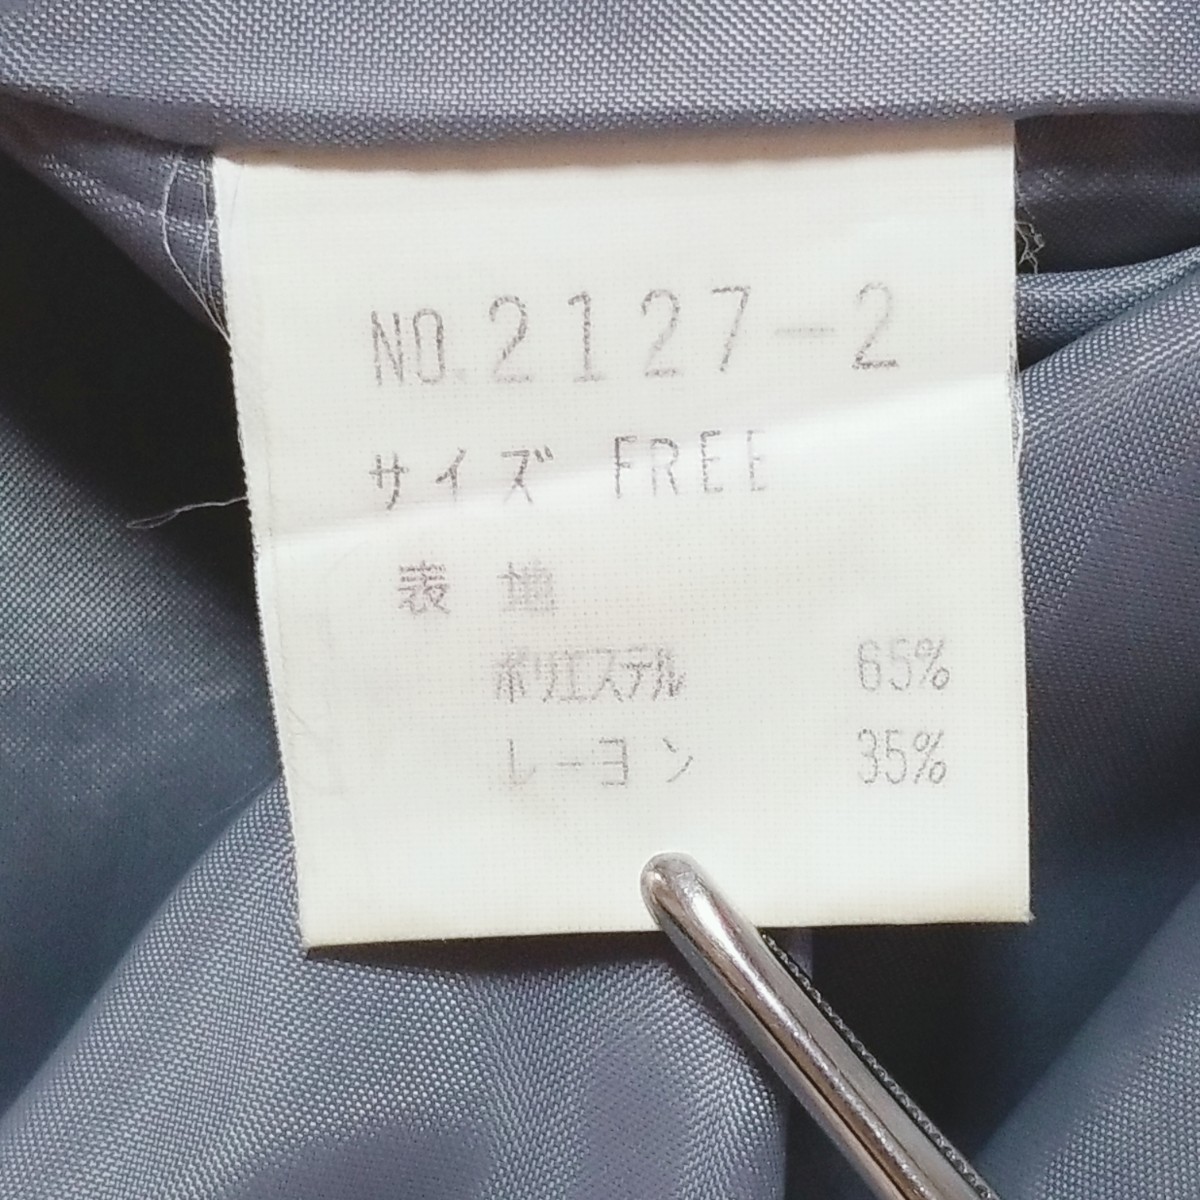 NO.2127-2
サイズ FREE
表地
ポリエステル 65%
レーヨン 35%